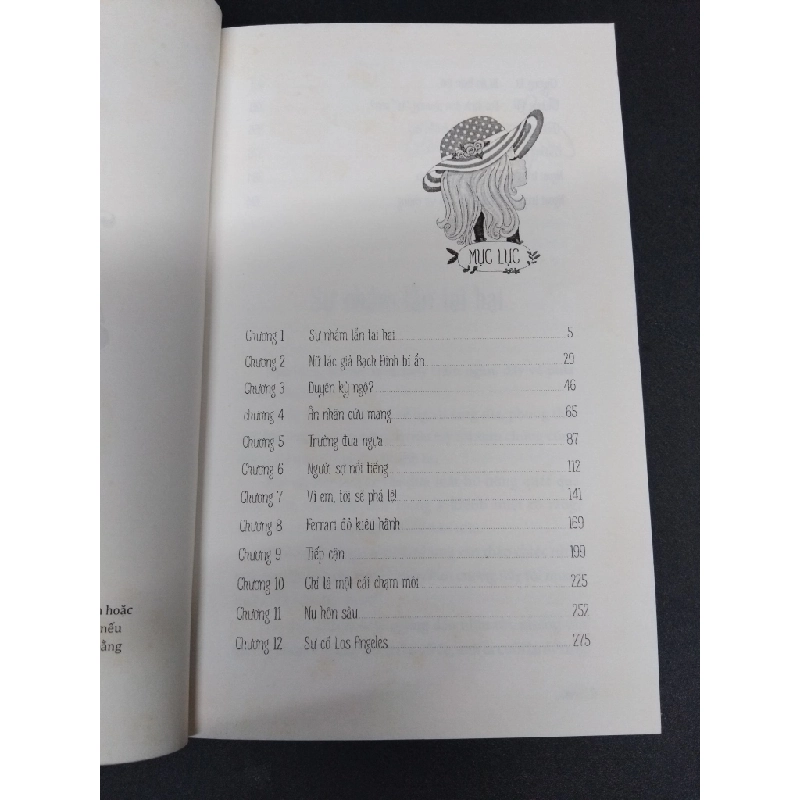 MỤC LỤC
Chương 1 Sự nhầm lẫn tai hại 5
Chương 2 Nữ tác giả Bạch Đinh bí ẩn 29
Chương 3 Duyên kỳ ngộ? 46
Chương 4 Ân nhân cứu mạng 65
Chương 5 Trường đua ngựa 87
Chương 6 Người sợ nổi tiếng 112
Chương 7 Vì em, tôi sẽ phá lệ! 141
Chương 8 Ferrari đỏ kiêu hãnh 169
Chương 9 Tiếp cận 199
Chương 10 Chỉ là một cái chạm môi 225
Chương 11 Nụ hôn sâu 252
Chương 12 Sự cố Los Angeles 275
hoặc
nếu